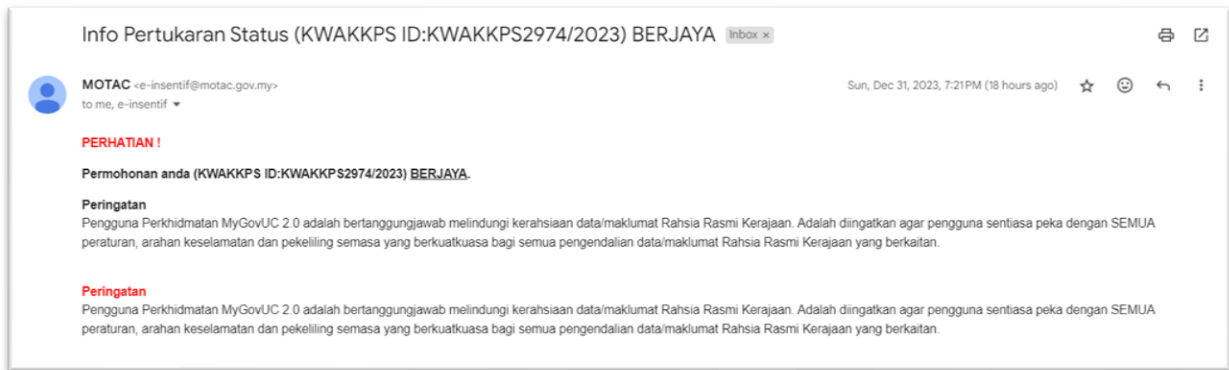 Info Pertukaran Status (KWAKKPS ID:KWAKKPS2974/2023) BERJAYA Inbox x
MOTAC <e-insentif@motac.gov.my> Sun, Dec 31, 2023, 7:21 PM (18 hours ago)
to me, e-insentif
PERHATIAN !
Permohonan anda (KWAKKPS ID:KWAKKPS2974/2023) BERJAYA.
Peringatan
Pengguna Perkhidmatan MyGovUC 2.0 adalah bertanggungjawab melindungi kerahsiaan data/maklumat Rahsia Rasmi Kerajaan. Adalah diingatkan agar pengguna sentiasa peka dengan SEMUA
peraturan, arahan keselamatan dan pekeliling semasa yang berkuatkuasa bagi semua pengendalian data/maklumat Rahsia Rasmi Kerajaan yang berkaitan.
Peringatan
Pengguna Perkhidmatan MyGovUC 2.0 adalah bertanggungjawab melindungi kerahsiaan data/maklumat Rahsia Rasmi Kerajaan. Adalah diingatkan agar pengguna sentiasa peka dengan SEMUA
peraturan, arahan keselamatan dan pekeliling semasa yang berkuatkuasa bagi semua pengendalian data/maklumat Rahsia Rasmi Kerajaan yang berkaitan.